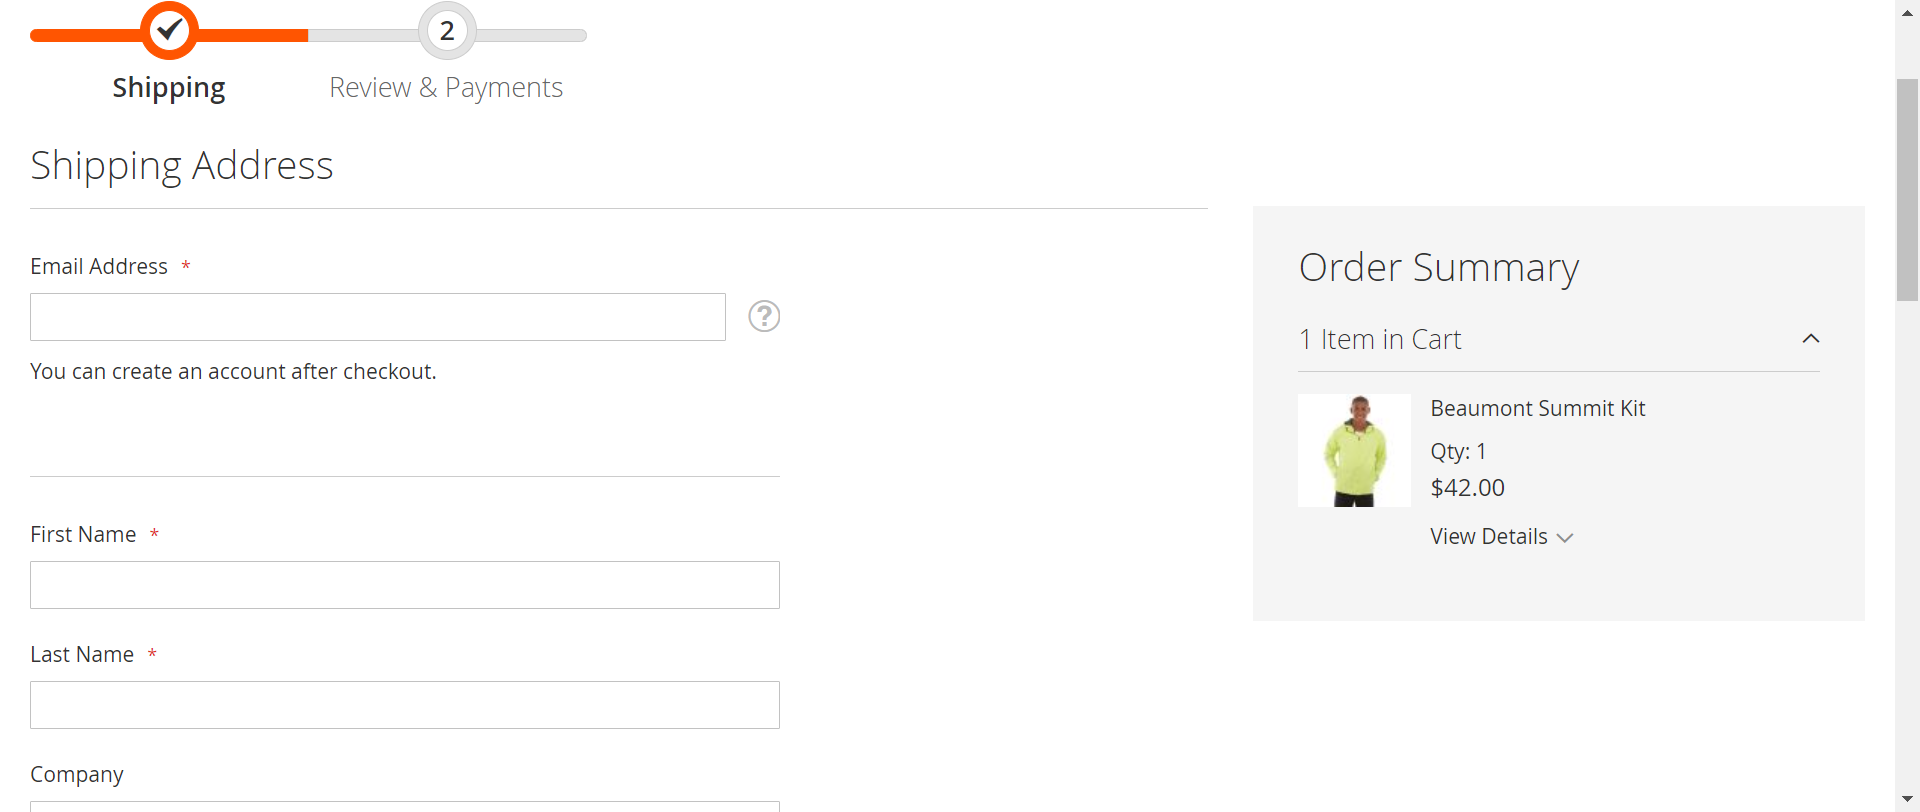 2
Shipping
Review & Payments
Shipping Address
Email Address *
?
You can create an account after checkout.
First Name *
Last Name *
Company
Order Summary
1 Item in Cart
Beaumont Summit Kit
Qty: 1
$42.00
View Details